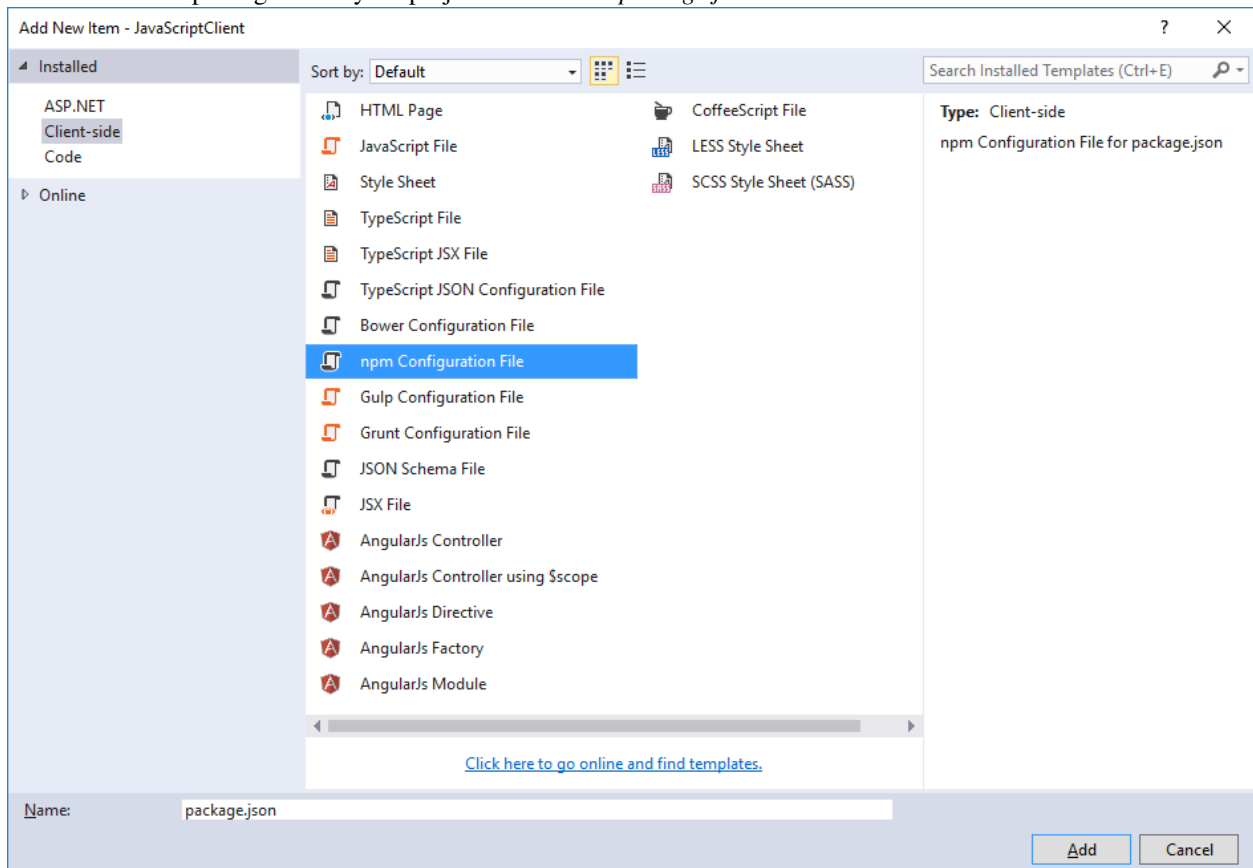 Add New Item - JavaScriptClient
?
Installed
Sort by: Default
Search Installed Templates (Ctrl+E)
ASP.NET
Client-side
Code
Online
HTML Page
JavaScript File
Style Sheet
TypeScript File
TypeScript JSX File
TypeScript JSON Configuration File
Bower Configuration File
npm Configuration File
Gulp Configuration File
Grunt Configuration File
JSON Schema File
JSX File
AngularJs Controller
AngularJs Controller using $scope
AngularJs Directive
AngularJs Factory
AngularJs Module
CoffeeScript File
LESS Style Sheet
SCSS Style Sheet (SASS)
Type: Client-side
npm Configuration File for package.json
Click here to go online and find templates.
Name: package.json
Add Cancel